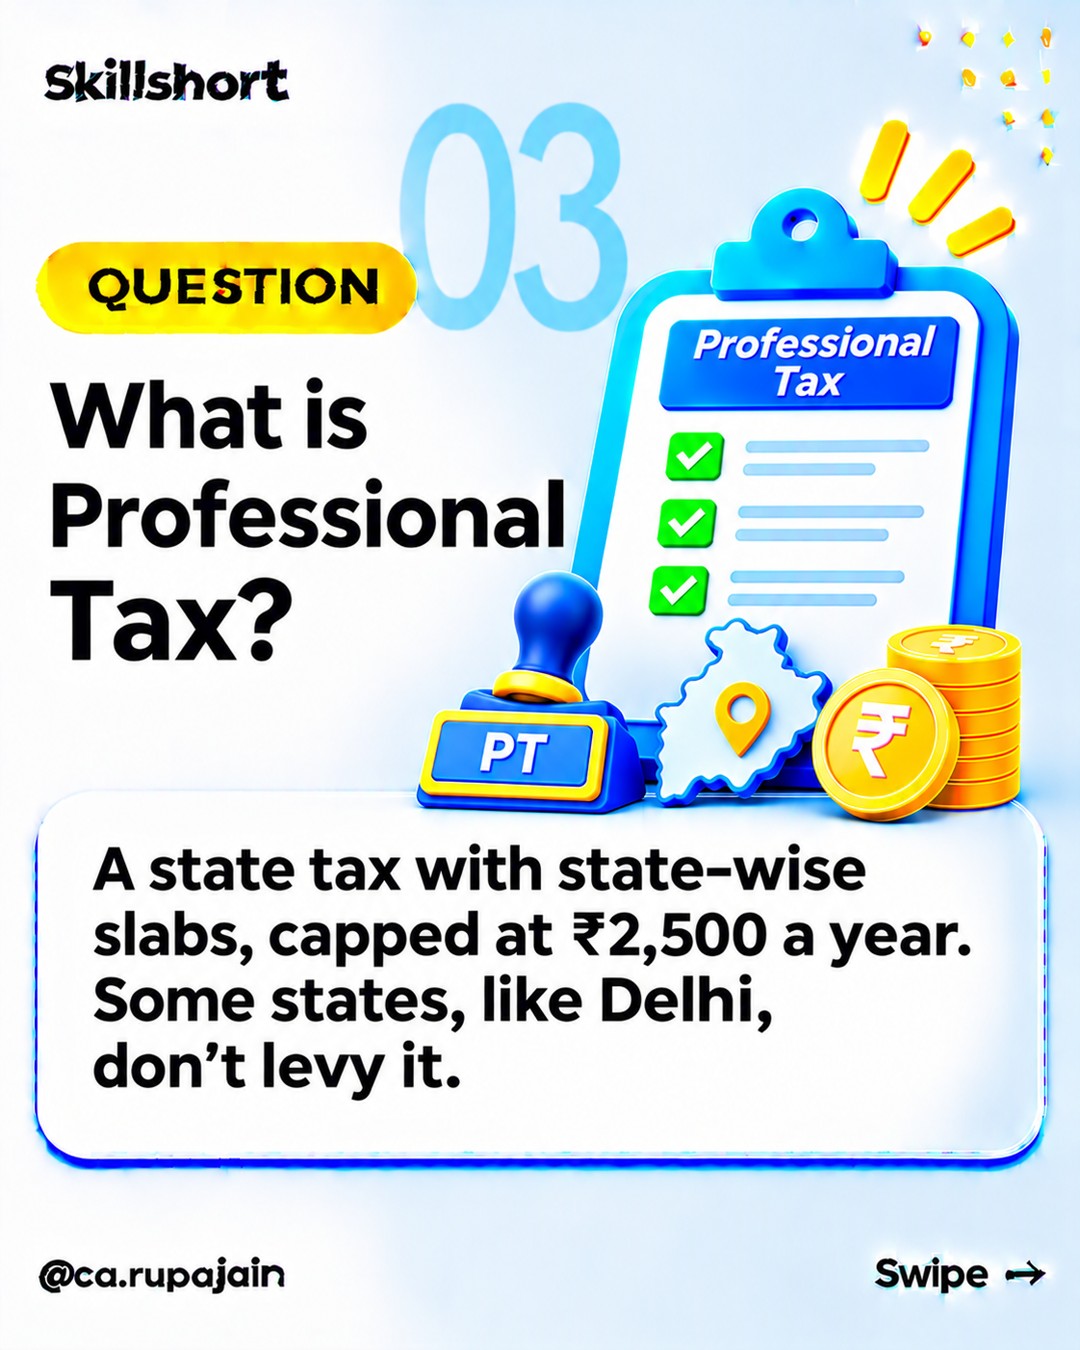 Skillshort
03
QUESTION
What is
Professional
Tax?
Professional
Tax
PT
₹
₹
A state tax with state-wise
slabs, capped at ₹2,500 a year.
Some states, like Delhi,
don’t levy it.
@ca.rupajain
Swipe →